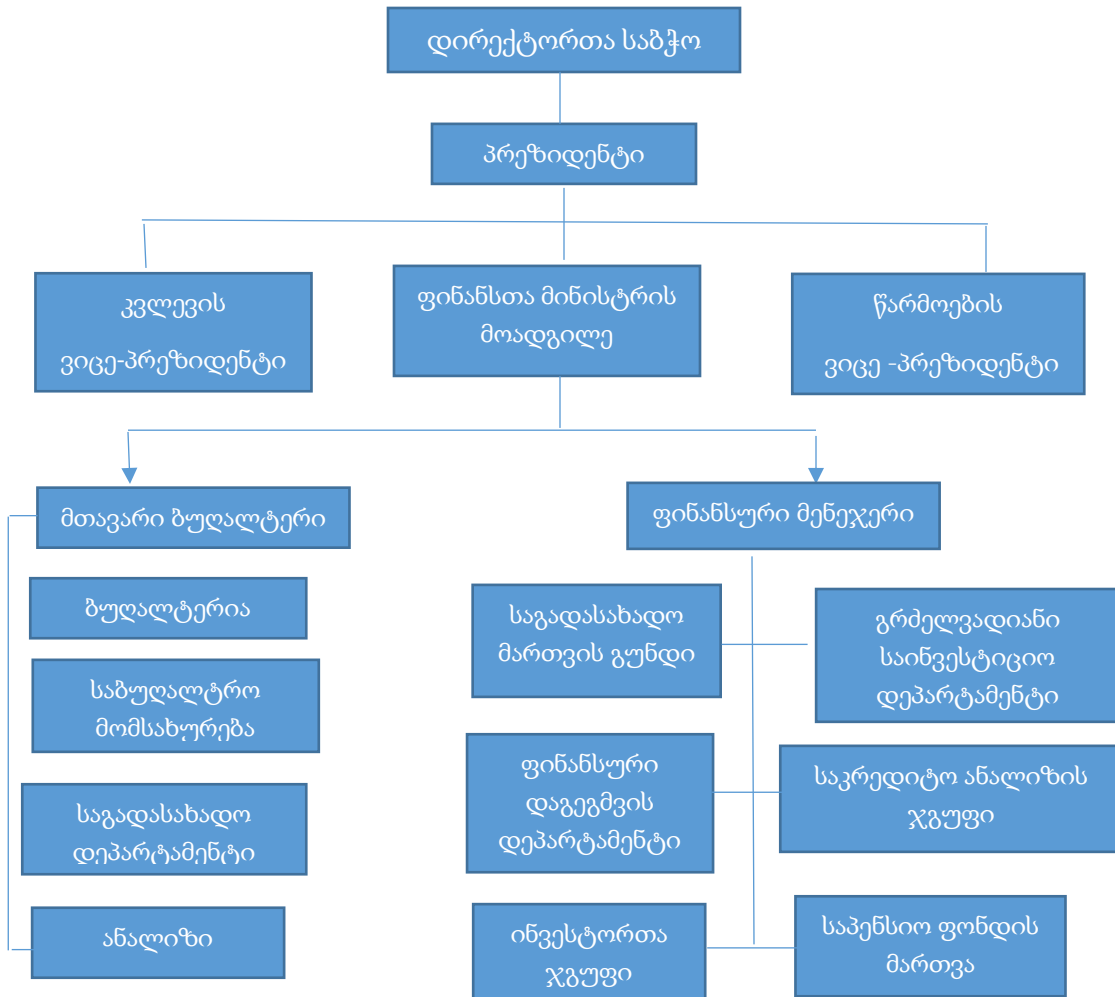 დირექტორთა საბჭო
პრეზიდენტი
კვლევის
ვიცე-პრეზიდენტი
ფინანსთა მინისტრის
მოადგილე
წარმოების
ვიცე -პრეზიდენტი
მთავარი ბუღალტერი
ფინანსური მენეჯერი
ბუღალტერია
საბუღალტრო
მომსახურება
საგადასახადო
დეპარტამენტი
ანალიზი
საგადასახადო
მართვის გუნდი
გრძელვადიანი
საინვესტიციო
დეპარტამენტი
ფინანსური
დაგეგმვის
დეპარტამენტი
საკრედიტო ანალიზის
ჯგუფი
ინვესტორთა
ჯგუფი
საპენსიო ფონდის
მართვა